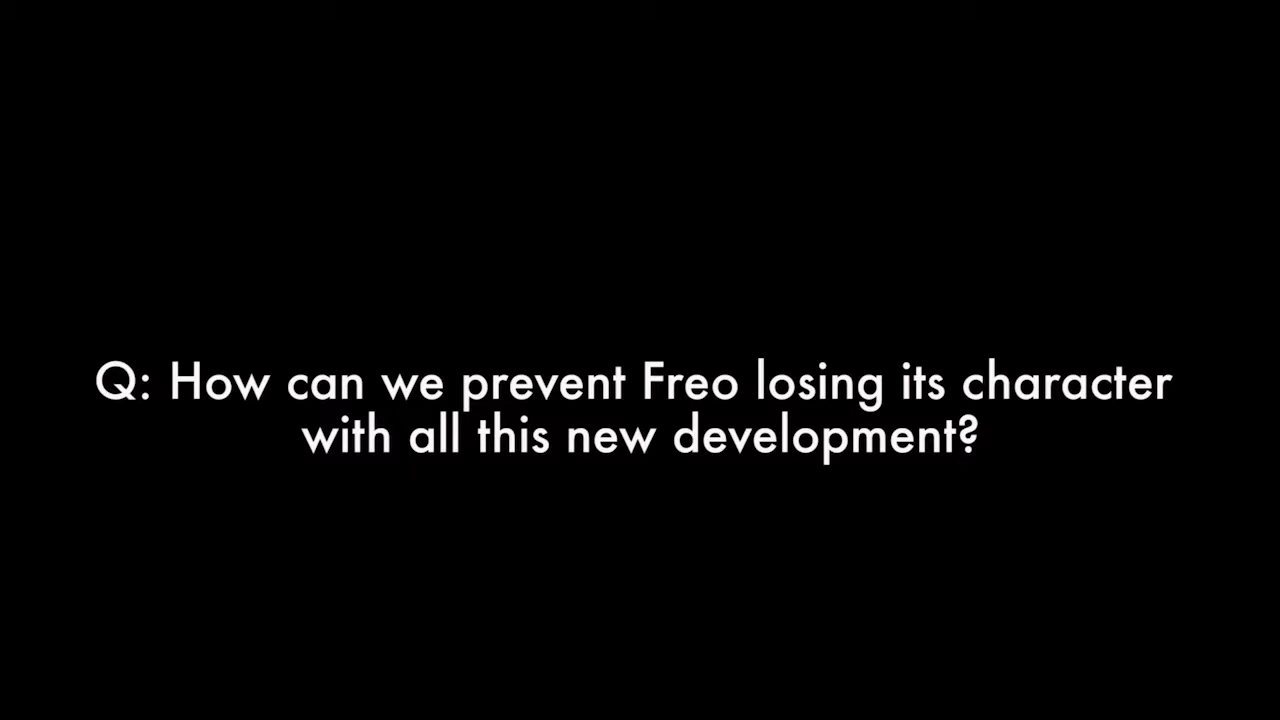 Q: How can we prevent Freo losing its character
with all this new development?